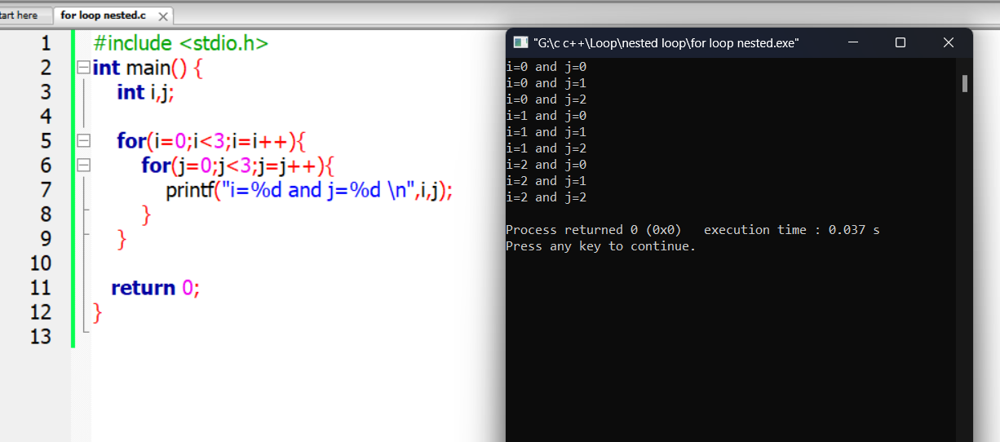 tart here
for loop nested.c
1 #include <stdio.h>
2 int main() {
3 int i,j;
4
5 for(i=0;i<3;i=i++){
6 for(j=0;j<3;j=j++){
7 printf("i=%d and j=%d \n",i,j);
8 }
9 }
10
11 return 0;
12 }
13
"G:\c c++\Loop\nested loop\for loop nested.exe"
i=0 and j=0
i=0 and j=1
i=0 and j=2
i=1 and j=0
i=1 and j=1
i=1 and j=2
i=2 and j=0
i=2 and j=1
i=2 and j=2
Process returned 0 (0x0)   execution time : 0.037 s
Press any key to continue.